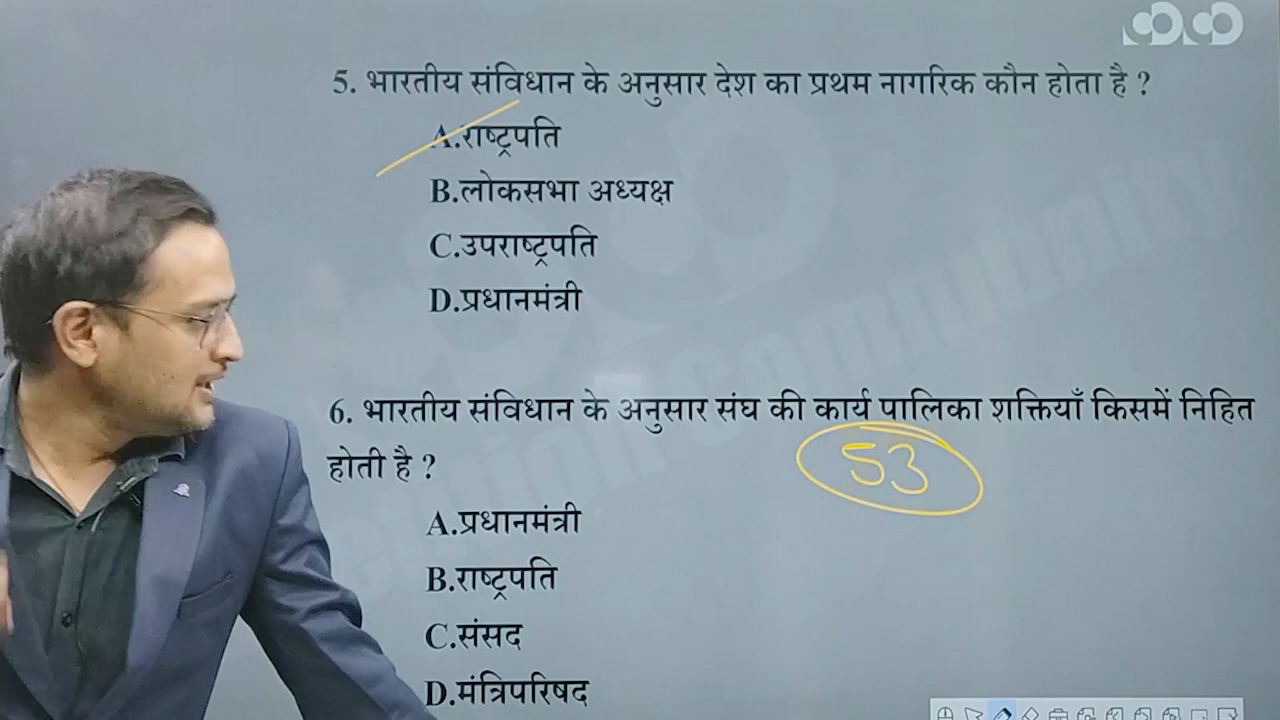 5. भारतीय संविधान के अनुसार देश का प्रथम नागरिक कौन होता है ?
A.राष्ट्रपति
B.लोकसभा अध्यक्ष
C.उपराष्ट्रपति
D.प्रधानमंत्री
6. भारतीय संविधान के अनुसार संघ की कार्य पालिका शक्तियाँ किसमें निहित
होती है ?
53
A.प्रधानमंत्री
B.राष्ट्रपति
C.संसद
D.मंत्रिपरिषद